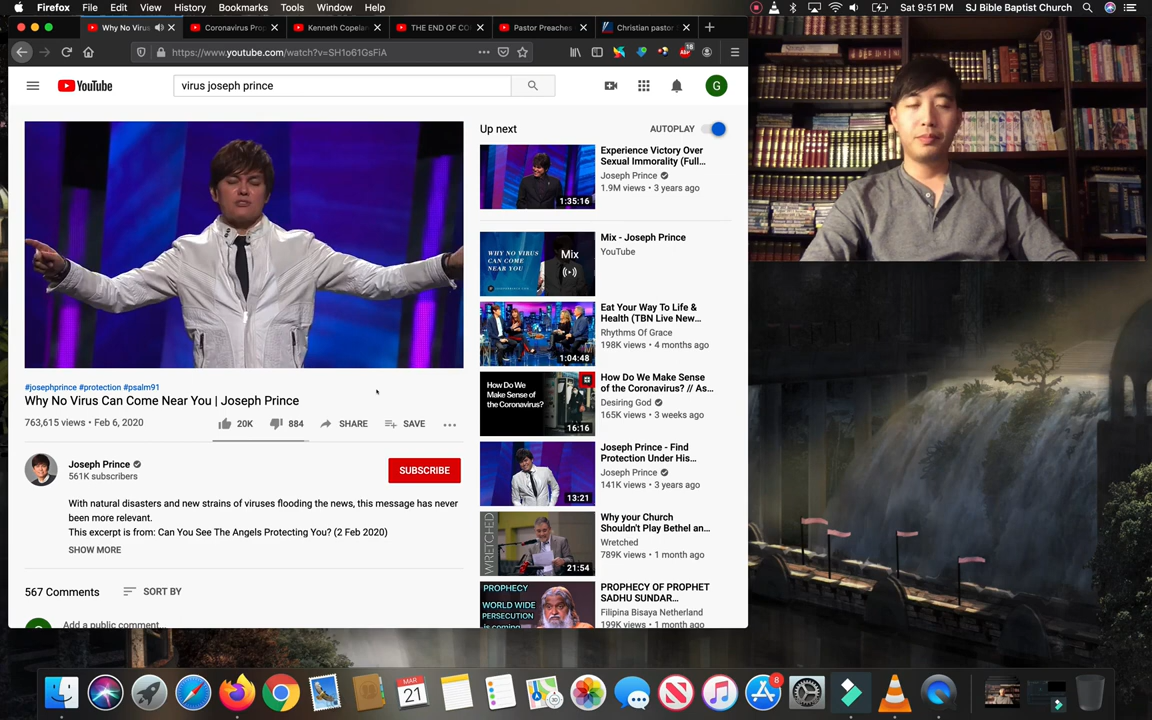 Firefox File Edit View History Bookmarks Tools Window Help
Sat 9:51 PM SJ Bible Baptist Church
Why No Virus
Coronavirus Pro
Kenneth Copelan
THE END OF CO
Pastor Preaches
Christian pastor
https://www.youtube.com/watch?v=SH1o61GsFiA
18
YouTube
virus joseph prince
G
Up next
AUTOPLAY
Experience Victory Over
Sexual Immorality (Full...
Joseph Prince
1.9M views • 3 years ago
1:35:16
WHY NO VIRUS
CAN COME
NEAR YOU
Mix
Mix - Joseph Prince
YouTube
Eat Your Way To Life &
Health (TBN Live New...
Rhythms Of Grace
198K views • 4 months ago
1:04:48
How Do We Make Sense
of the Coronavirus?
16:16
How Do We Make Sense
of the Coronavirus? // As...
Desiring God
165K views • 3 weeks ago
Joseph Prince - Find
Protection Under His...
Joseph Prince
141K views • 3 years ago
13:21
WRETCHED
Why your Church
Shouldn't Play Bethel an...
Wretched
789K views • 1 month ago
21:54
PROPHECY
WORLD WIDE
PERSECUTION
is coming
PROPHECY OF PROPHET
SADHU SUNDAR...
Filipina Bisaya Netherland
199K views • 1 month ago
#josephprince #protection #psalm91
Why No Virus Can Come Near You | Joseph Prince
763,615 views • Feb 6, 2020
20K 884 SHARE SAVE
Joseph Prince
561K subscribers
SUBSCRIBE
With natural disasters and new strains of viruses flooding the news, this message has never
been more relevant.
This excerpt is from: Can You See The Angels Protecting You? (2 Feb 2020)
SHOW MORE
567 Comments SORT BY
Add a public comment...
MAR
21
8